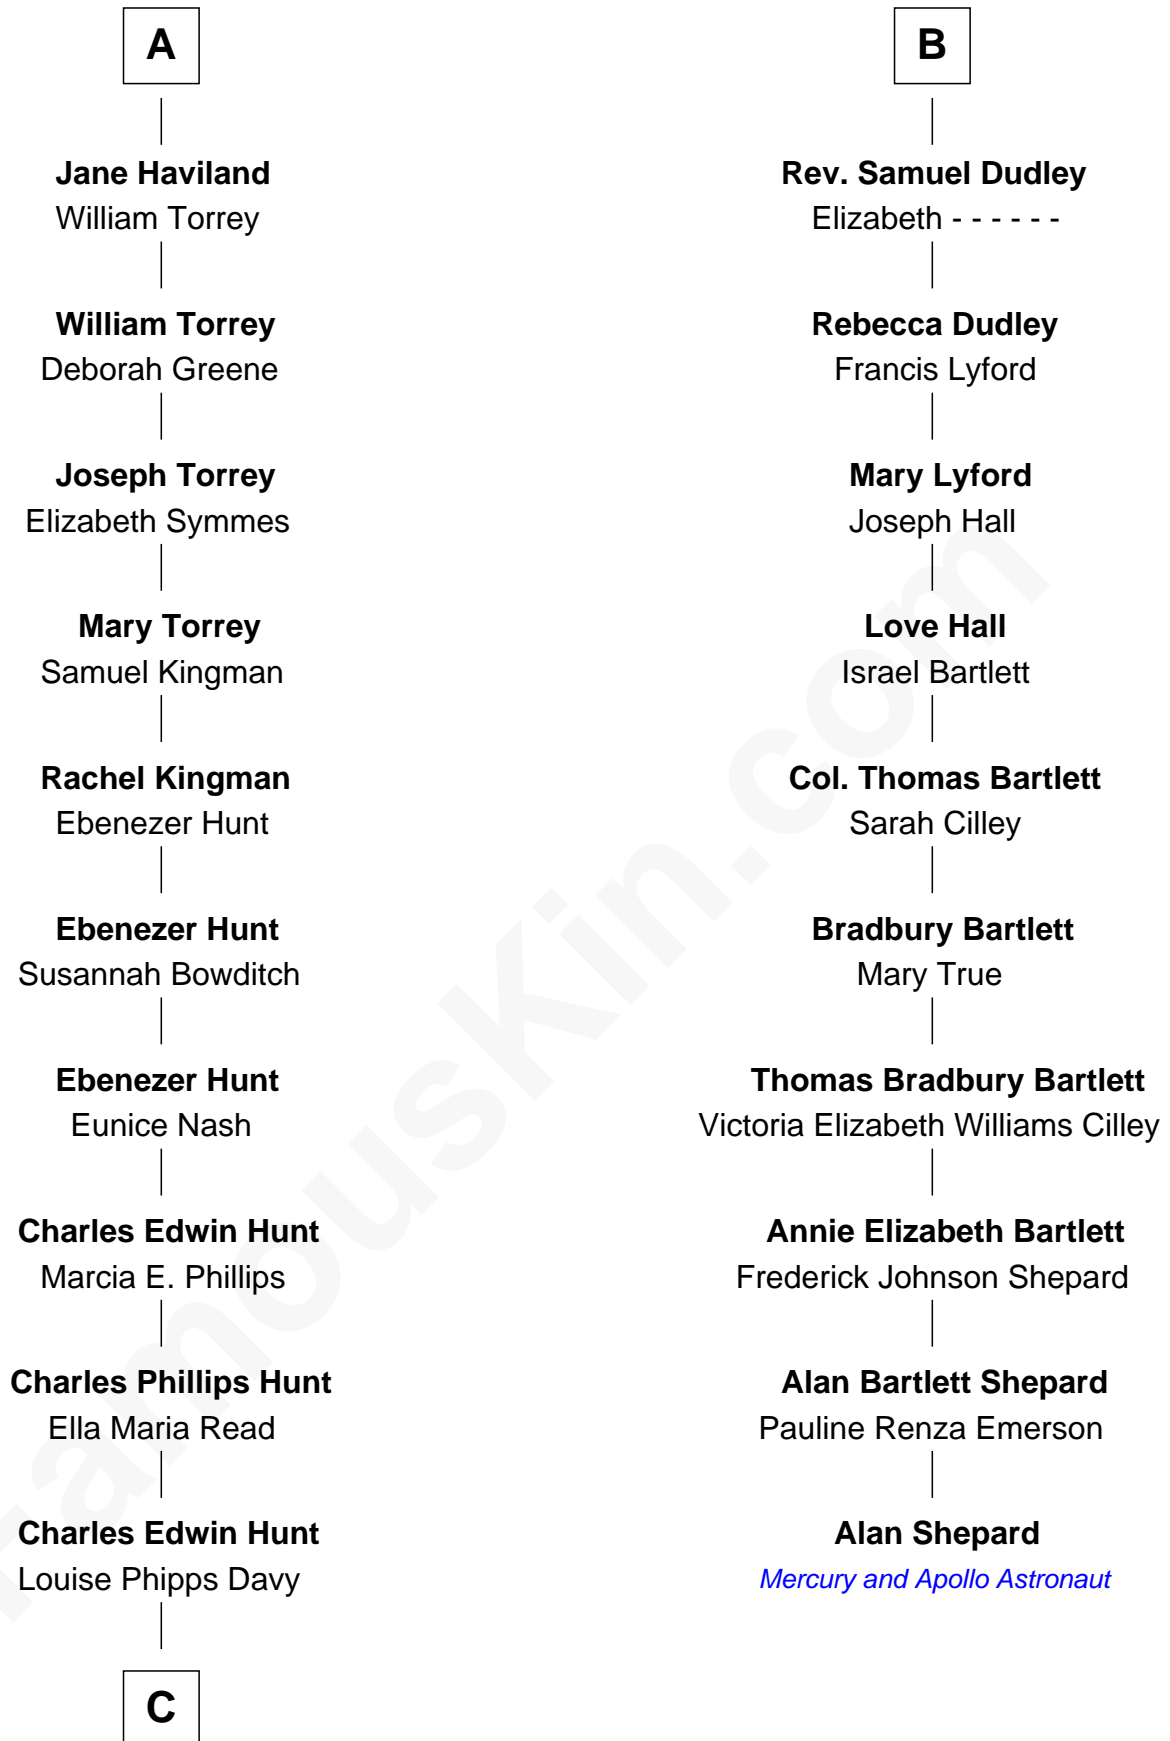 A
Jane Haviland
William Torrey
William Torrey
Deborah Greene
Joseph Torrey
Elizabeth Symmes
Mary Torrey
Samuel Kingman
Rachel Kingman
Ebenezer Hunt
Ebenezer Hunt
Susannah Bowditch
Ebenezer Hunt
Eunice Nash
Charles Edwin Hunt
Marcia E. Phillips
Charles Phillips Hunt
Ella Maria Read
Charles Edwin Hunt
Louise Phipps Davy
C
B
Rev. Samuel Dudley
Elizabeth - - - - - -
Rebecca Dudley
Francis Lyford
Mary Lyford
Joseph Hall
Love Hall
Israel Bartlett
Col. Thomas Bartlett
Sarah Cilley
Bradbury Bartlett
Mary True
Thomas Bradbury Bartlett
Victoria Elizabeth Williams Cilley
Annie Elizabeth Bartlett
Frederick Johnson Shepard
Alan Bartlett Shepard
Pauline Renza Emerson
Alan Shepard
Mercury and Apollo Astronaut
FamousKin.com